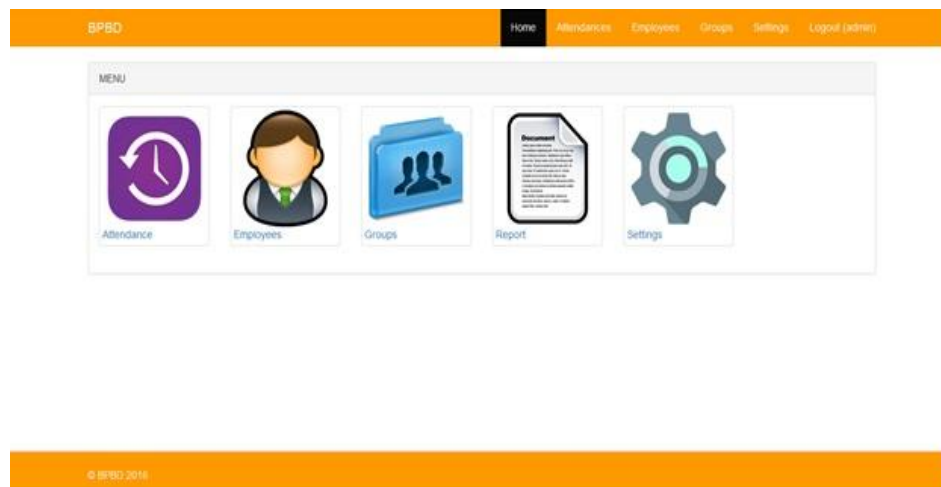 BPBD
Home Attendances Employees Groups Settings Logout (admin)
MENU
Document
Attendance
Employees
Groups
Report
Settings
© BPBD 2016